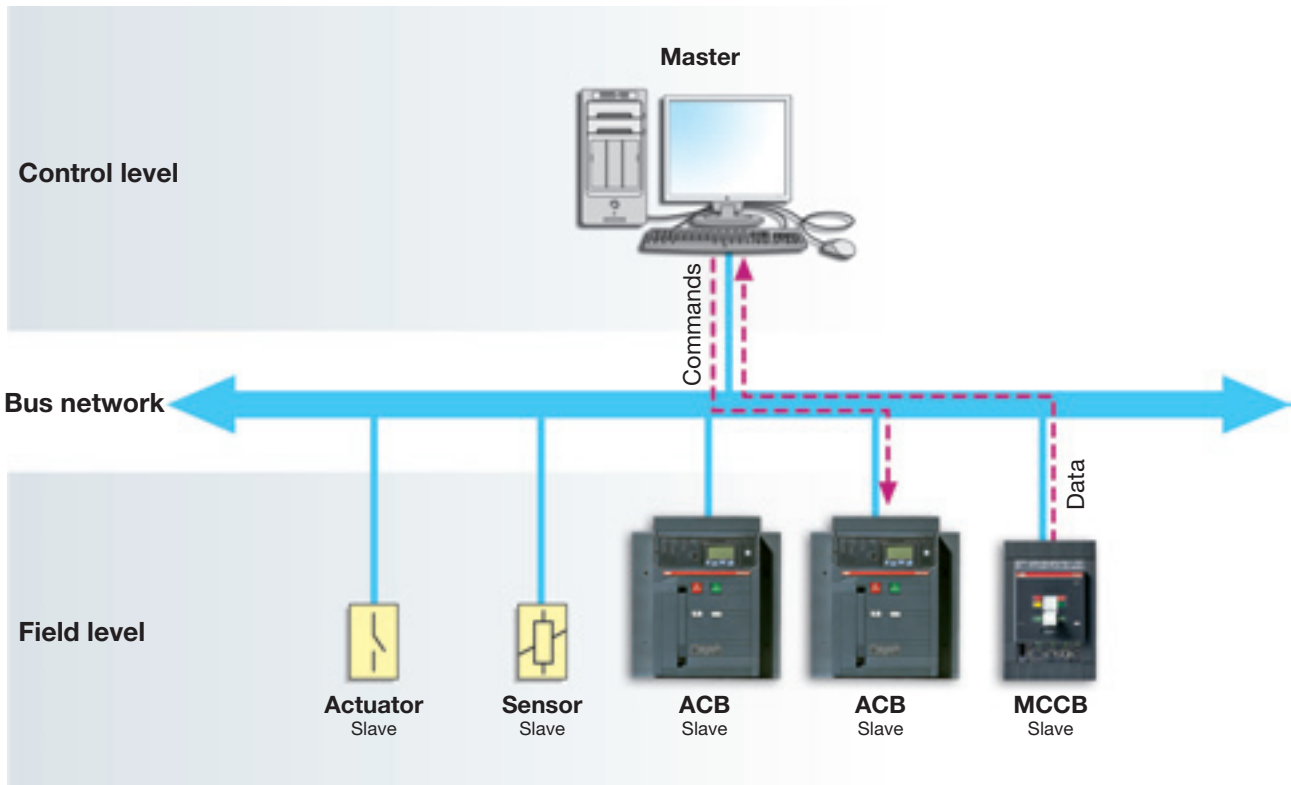 Master
Control level
Commands
Bus network
Data
Field level
Actuator
Slave
Sensor
Slave
ACB
Slave
ACB
Slave
MCCB
Slave